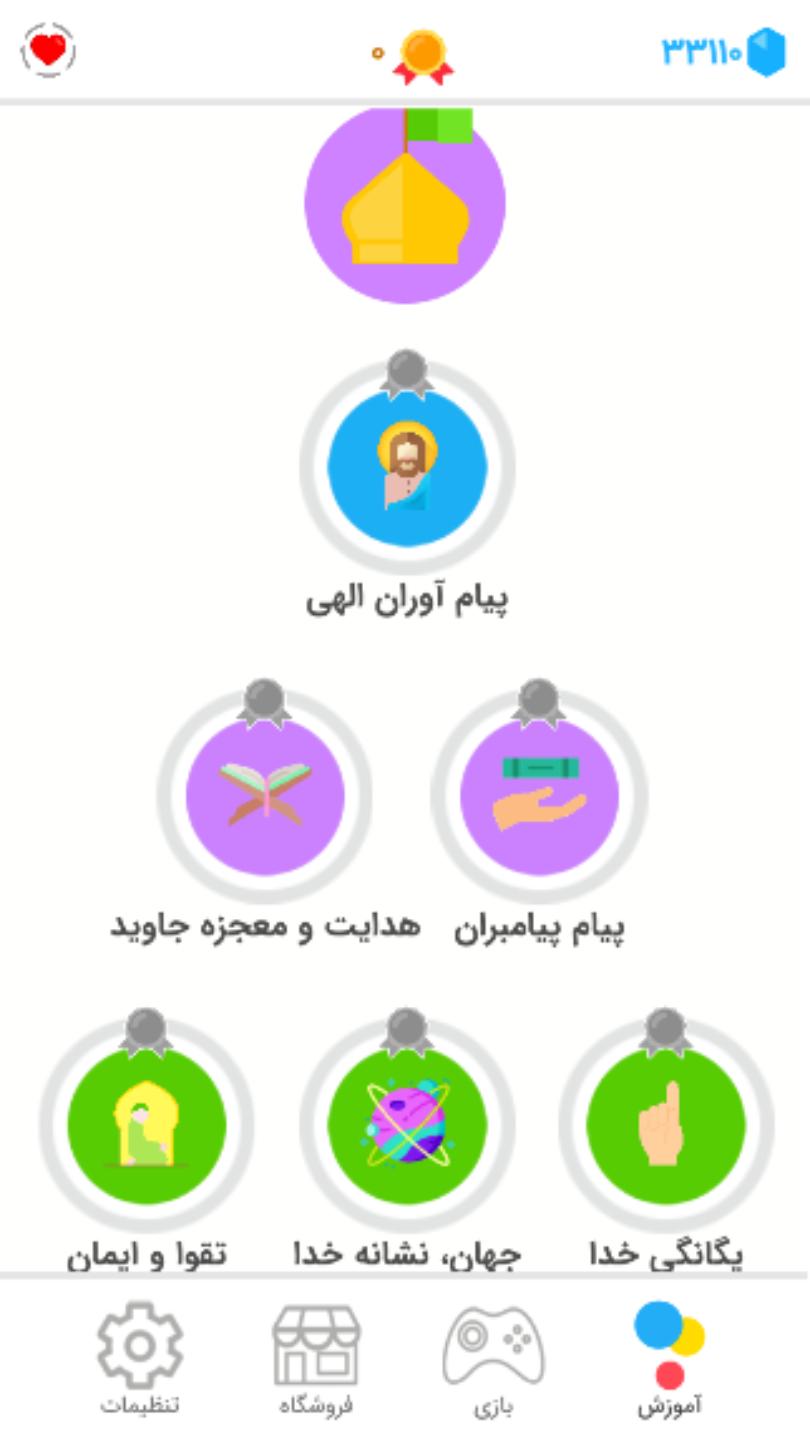 ۰ ۳۳۱۱۰
پیام آوران الهی
پیام پیامبران هدایت و معجزه جاوید
یگانگی خدا جهان، نشانه خدا تقوا و ایمان
آموزش بازی فروشگاه تنظیمات